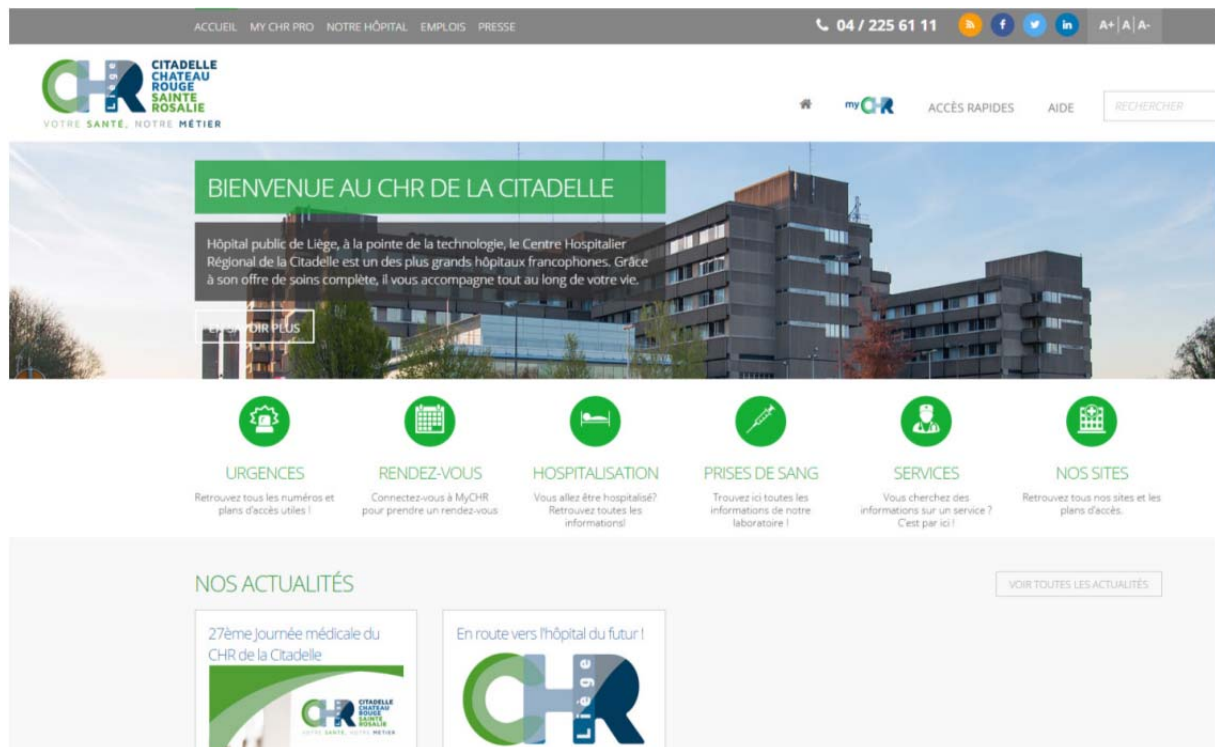 ACCUEIL MY CHR PRO NOTRE HÔPITAL EMPLOIS PRESSE
04 / 225 61 11
A+ A A-
CHR
Liège
CITADELLE
CHATEAU
ROUGE
SAINTE
ROSALIE
VOTRE SANTÉ, NOTRE MÉTIER
my CHR
ACCÈS RAPIDES
AIDE
RECHERCHER
BIENVENUE AU CHR DE LA CITADELLE
Hôpital public de Liège, à la pointe de la technologie, le Centre Hospitalier
Régional de la Citadelle est un des plus grands hôpitaux francophones. Grâce
à son offre de soins complète, il vous accompagne tout au long de votre vie.
EN SAVOIR PLUS
URGENCES
Retrouvez tous les numéros et
plans d'accès utiles !
RENDEZ-VOUS
Connectez-vous à MyCHR
pour prendre un rendez-vous
HOSPITALISATION
Vous allez être hospitalisé?
Retrouvez toutes les
informations!
PRISES DE SANG
Trouvez ici toutes les
informations de notre
laboratoire !
SERVICES
Vous cherchez des
informations sur un service ?
C'est par ici !
NOS SITES
Retrouvez tous nos sites et les
plans d'accès.
NOS ACTUALITÉS
VOIR TOUTES LES ACTUALITÉS
27ème Journée médicale du
CHR de la Citadelle
CHR
CITADELLE
CHATEAU
ROUGE
SAINTE
ROSALIE
VOTRE SANTÉ, NOTRE MÉTIER
En route vers l'hôpital du futur !
CHR
Liège